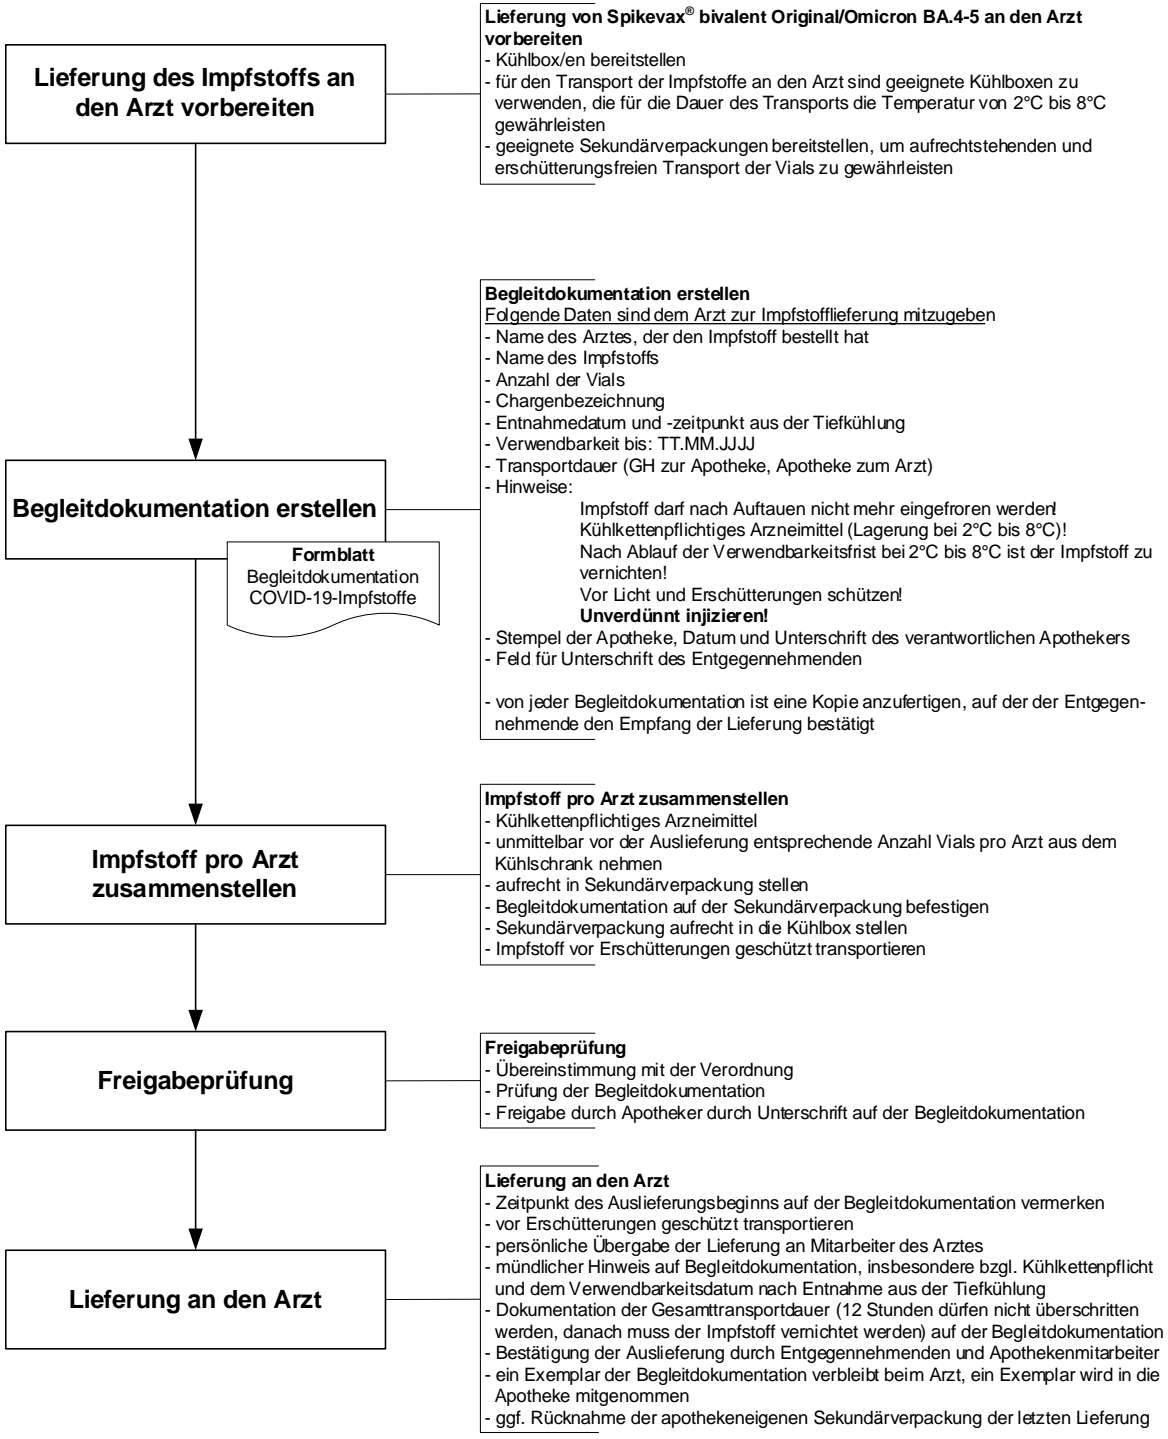 Lieferung des Impfstoffs an
den Arzt vorbereiten
Lieferung von Spikevax® bivalent Original/Omicron BA.4-5 an den Arzt
vorbereiten
- Kühlbox/en bereitstellen
- für den Transport der Impfstoffe an den Arzt sind geeignete Kühlboxen zu
verwenden, die für die Dauer des Transports die Temperatur von 2°C bis 8°C
gewährleisten
- geeignete Sekundärverpackungen bereitstellen, um aufrechtstehenden und
erschütterungsfreien Transport der Vials zu gewährleisten
Begleitdokumentation erstellen
Formblatt
Begleitdokumentation
COVID-19-Impfstoffe
Begleitdokumentation erstellen
Folgende Daten sind dem Arzt zur Impfstofflieferung mitzugeben
- Name des Arztes, der den Impfstoff bestellt hat
- Name des Impfstoffs
- Anzahl der Vials
- Chargenbezeichnung
- Entnahmedatum und -zeitpunkt aus der Tiefkühlung
- Verwendbarkeit bis: TT.MM.JJJJ
- Transportdauer (GH zur Apotheke, Apotheke zum Arzt)
- Hinweise:
Impfstoff darf nach Auftauen nicht mehr eingefroren werden!
Kühlkettenpflichtiges Arzneimittel (Lagerung bei 2°C bis 8°C)!
Nach Ablauf der Verwendbarkeitsfrist bei 2°C bis 8°C ist der Impfstoff zu
vernichten!
Vor Licht und Erschütterungen schützen!
Unverdünnt injizieren!
- Stempel der Apotheke, Datum und Unterschrift des verantwortlichen Apothekers
- Feld für Unterschrift des Entgegennehmenden
- von jeder Begleitdokumentation ist eine Kopie anzufertigen, auf der der Entgegen-
nehmende den Empfang der Lieferung bestätigt
Impfstoff pro Arzt
zusammenstellen
Impfstoff pro Arzt zusammenstellen
- Kühlkettenpflichtiges Arzneimittel
- unmittelbar vor der Auslieferung entsprechende Anzahl Vials pro Arzt aus dem
Kühlschrank nehmen
- aufrecht in Sekundärverpackung stellen
- Begleitdokumentation auf der Sekundärverpackung befestigen
- Sekundärverpackung aufrecht in die Kühlbox stellen
- Impfstoff vor Erschütterungen geschützt transportieren
Freigabeprüfung
Freigabeprüfung
- Übereinstimmung mit der Verordnung
- Prüfung der Begleitdokumentation
- Freigabe durch Apotheker durch Unterschrift auf der Begleitdokumentation
Lieferung an den Arzt
Lieferung an den Arzt
- Zeitpunkt des Auslieferungsbeginns auf der Begleitdokumentation vermerken
- vor Erschütterungen geschützt transportieren
- persönliche Übergabe der Lieferung an Mitarbeiter des Arztes
- mündlicher Hinweis auf Begleitdokumentation, insbesondere bzgl. Kühlkettenpflicht
und dem Verwendbarkeitsdatum nach Entnahme aus der Tiefkühlung
- Dokumentation der Gesamttransportdauer (12 Stunden dürfen nicht überschritten
werden, danach muss der Impfstoff vernichtet werden) auf der Begleitdokumentation
- Bestätigung der Auslieferung durch Entgegennehmenden und Apothekenmitarbeiter
- ein Exemplar der Begleitdokumentation verbleibt beim Arzt, ein Exemplar wird in die
Apotheke mitgenommen
- ggf. Rücknahme der apothekeneigenen Sekundärverpackung der letzten Lieferung